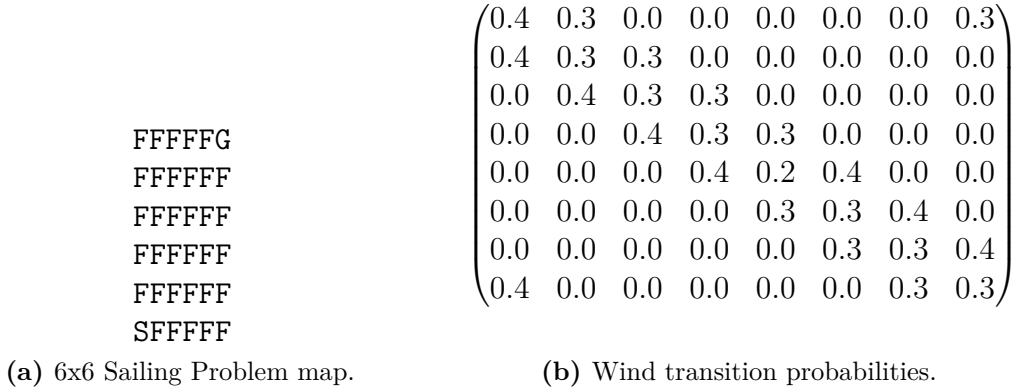 FFFFFG
FFFFFF
FFFFFF
FFFFFF
FFFFFF
SFFFFF
(a) 6x6 Sailing Problem map.
0.4 0.3 0.0 0.0 0.0 0.0 0.0 0.3
0.4 0.3 0.3 0.0 0.0 0.0 0.0 0.0
0.0 0.4 0.3 0.3 0.0 0.0 0.0 0.0
0.0 0.0 0.4 0.3 0.3 0.0 0.0 0.0
0.0 0.0 0.0 0.4 0.2 0.4 0.0 0.0
0.0 0.0 0.0 0.0 0.3 0.3 0.4 0.0
0.0 0.0 0.0 0.0 0.0 0.3 0.3 0.4
0.4 0.0 0.0 0.0 0.0 0.0 0.3 0.3
(b) Wind transition probabilities.